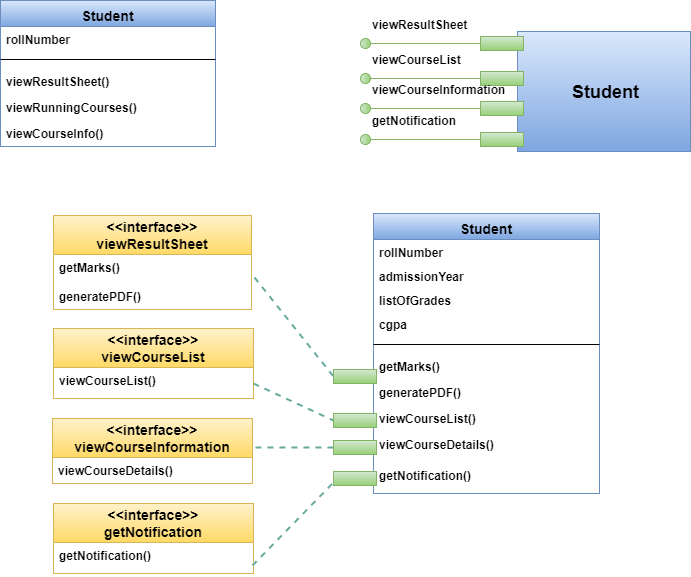 Student
rollNumber
viewResultSheet()
viewRunningCourses()
viewCourseInfo()
viewResultSheet
viewCourseList
viewCourseInformation
getNotification
Student
<<interface>>
viewResultSheet
getMarks()
generatePDF()
<<interface>>
viewCourseList
viewCourseList()
<<interface>>
viewCourseInformation
viewCourseDetails()
<<interface>>
getNotification
getNotification()
Student
rollNumber
admissionYear
listOfGrades
cgpa
getMarks()
generatePDF()
viewCourseList()
viewCourseDetails()
getNotification()